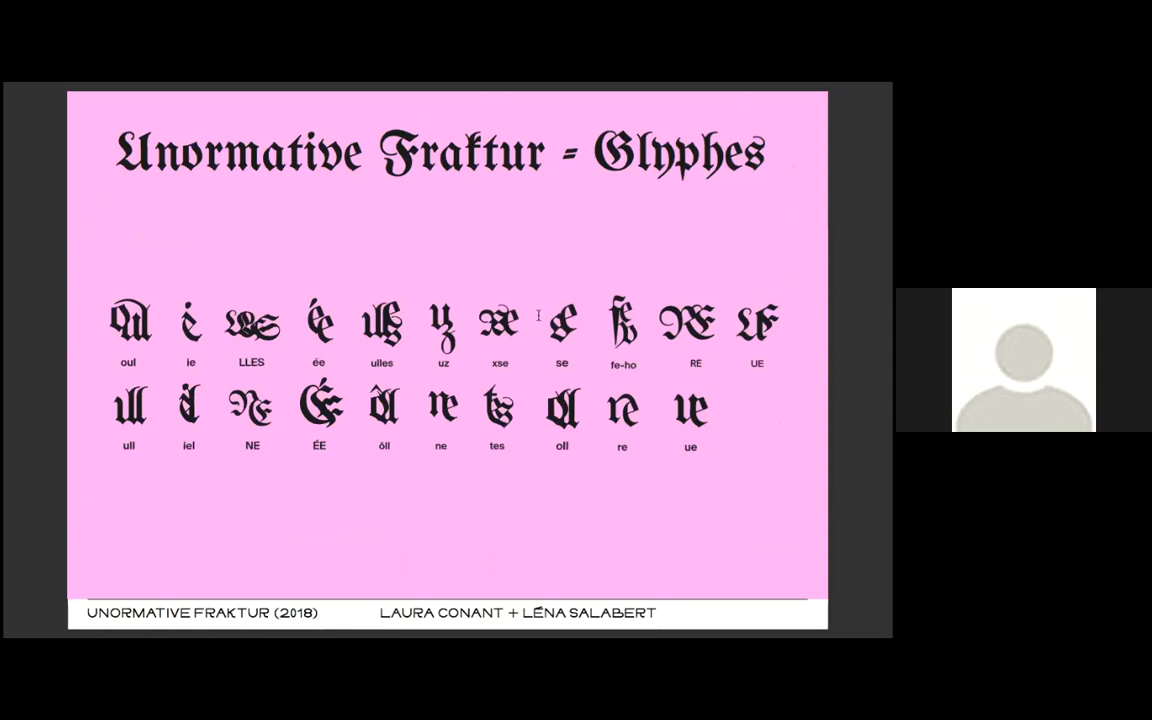 Unormative Fraktur = Glyphes
oul ie LLES ée ulles uz xse se fe-ho RE UE
ull iel NE ÉE ôll ne tes oll re ue
UNORMATIVE FRAKTUR (2018) LAURA CONANT + LÉNA SALABERT